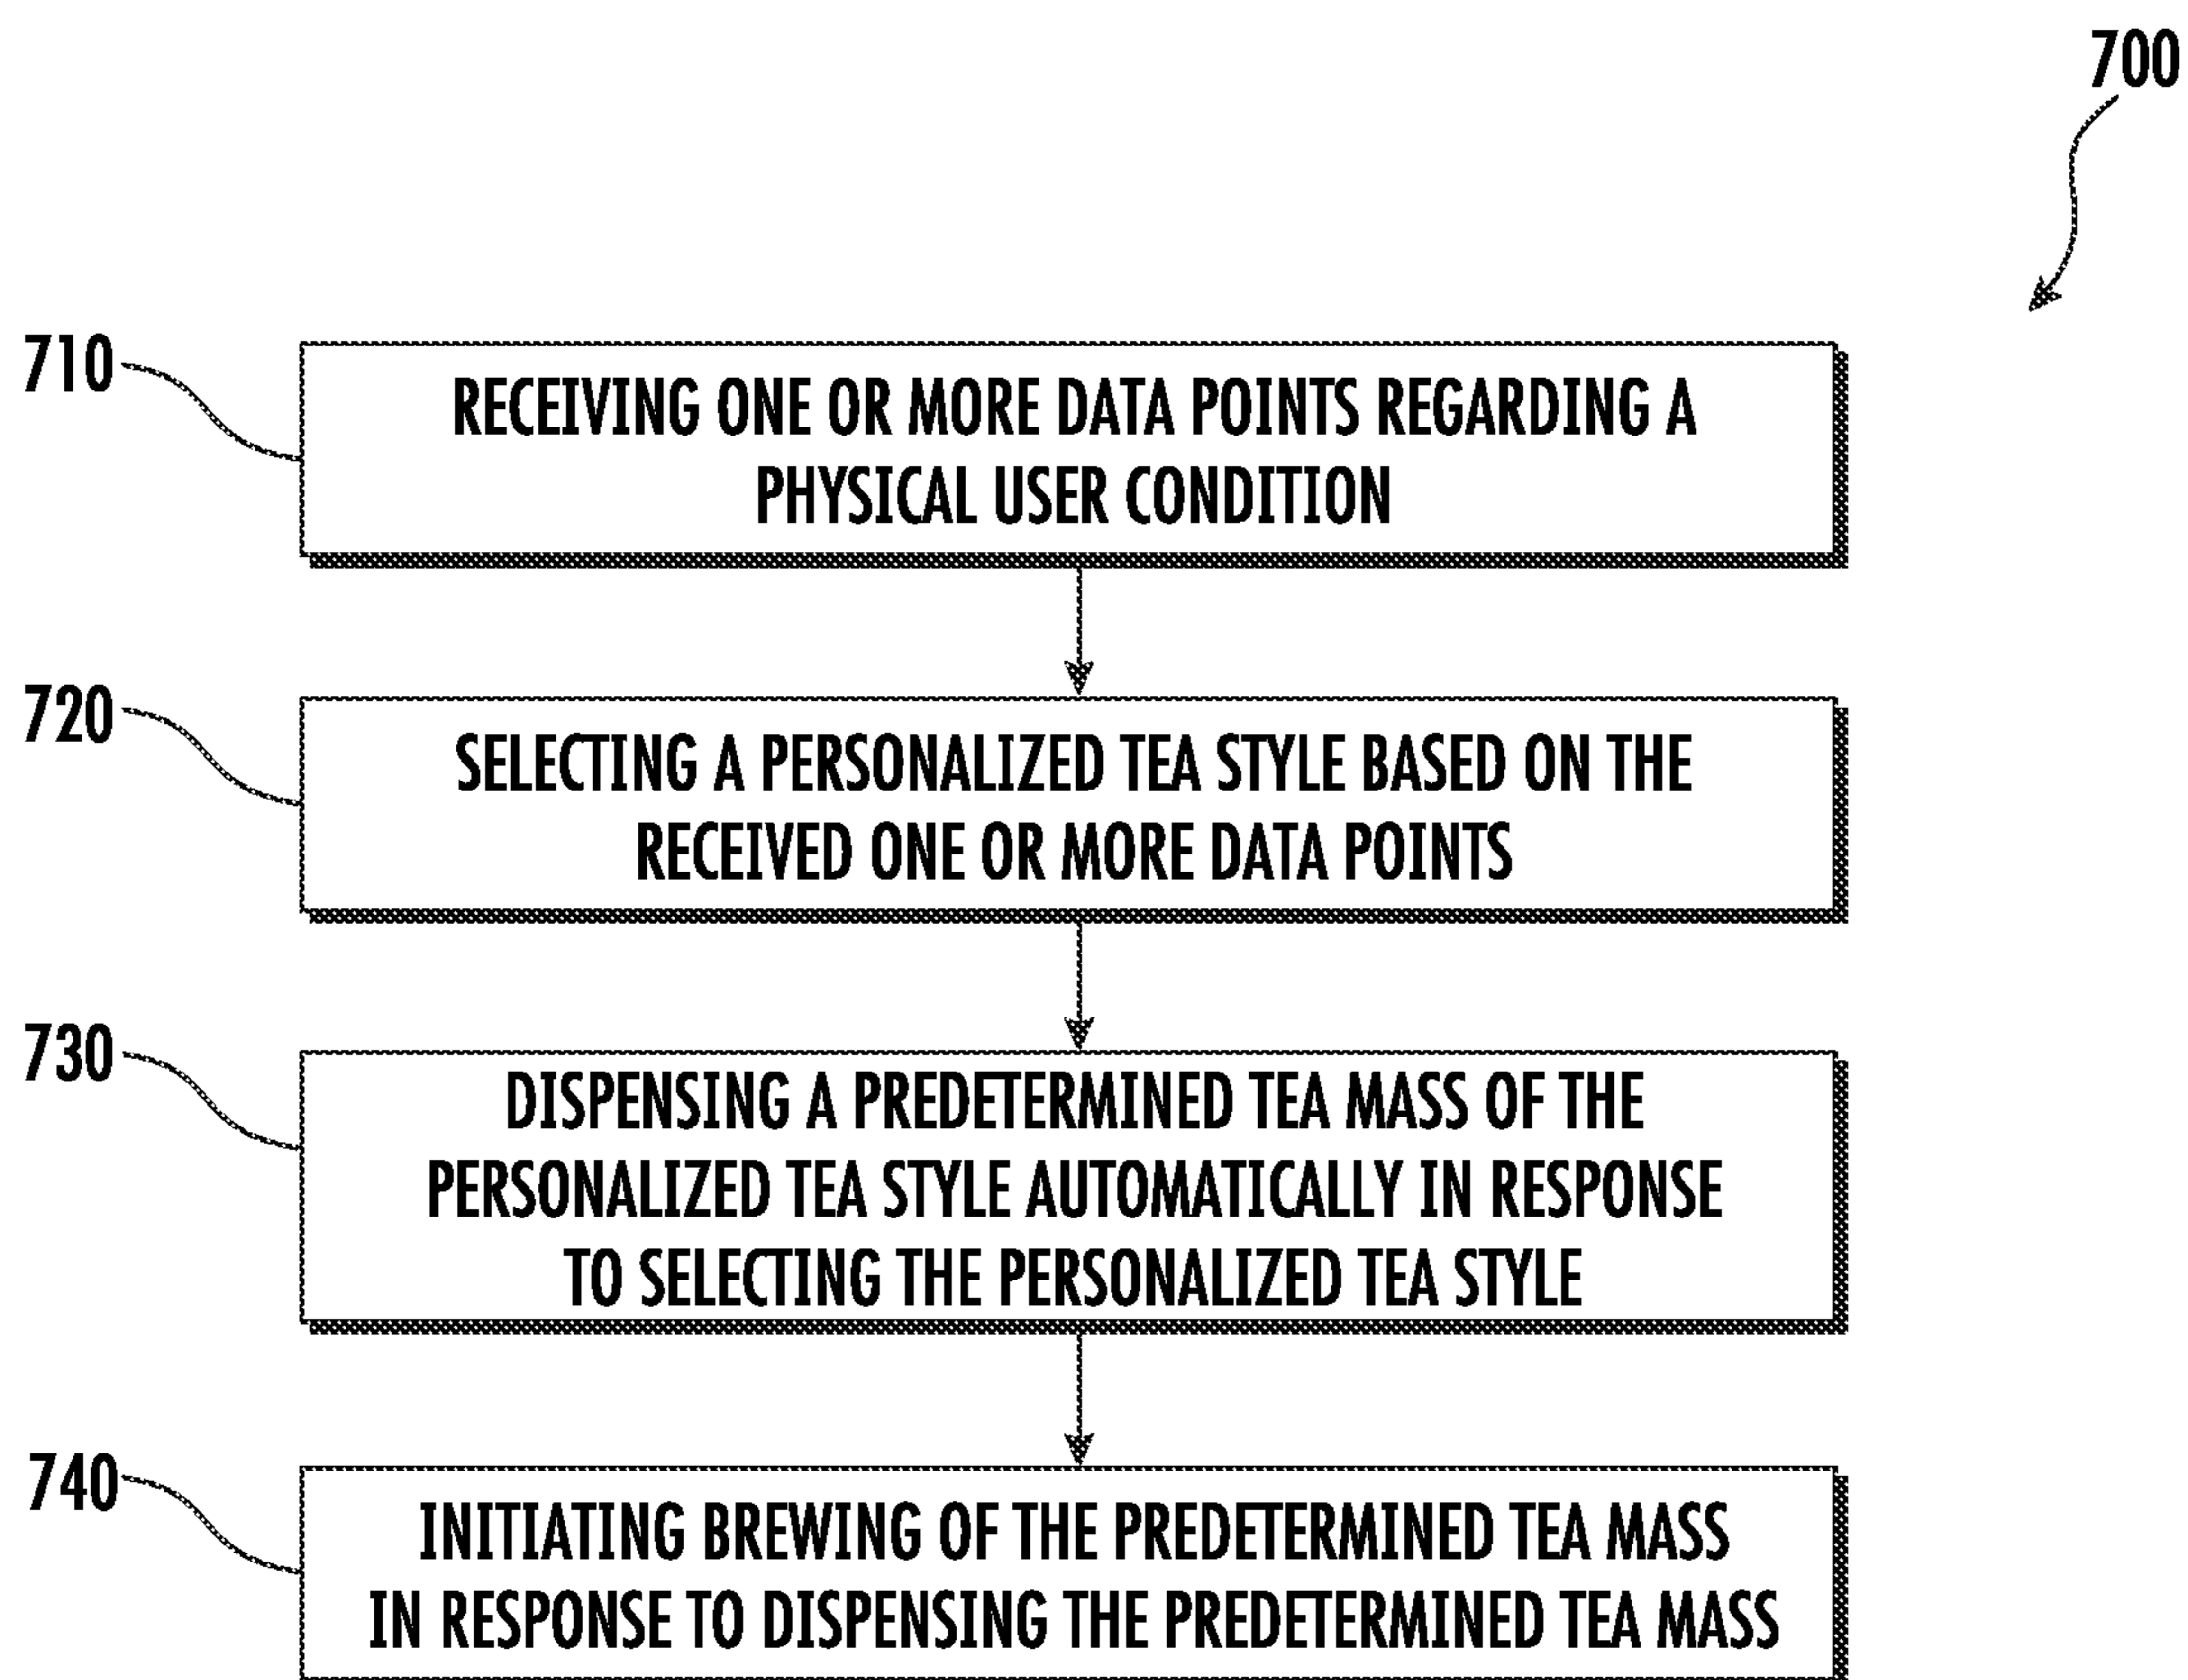 700
710
RECEIVING ONE OR MORE DATA POINTS REGARDING A
PHYSICAL USER CONDITION
720
SELECTING A PERSONALIZED TEA STYLE BASED ON THE
RECEIVED ONE OR MORE DATA POINTS
730
DISPENSING A PREDETERMINED TEA MASS OF THE
PERSONALIZED TEA STYLE AUTOMATICALLY IN RESPONSE
TO SELECTING THE PERSONALIZED TEA STYLE
740
INITIATING BREWING OF THE PREDETERMINED TEA MASS
IN RESPONSE TO DISPENSING THE PREDETERMINED TEA MASS